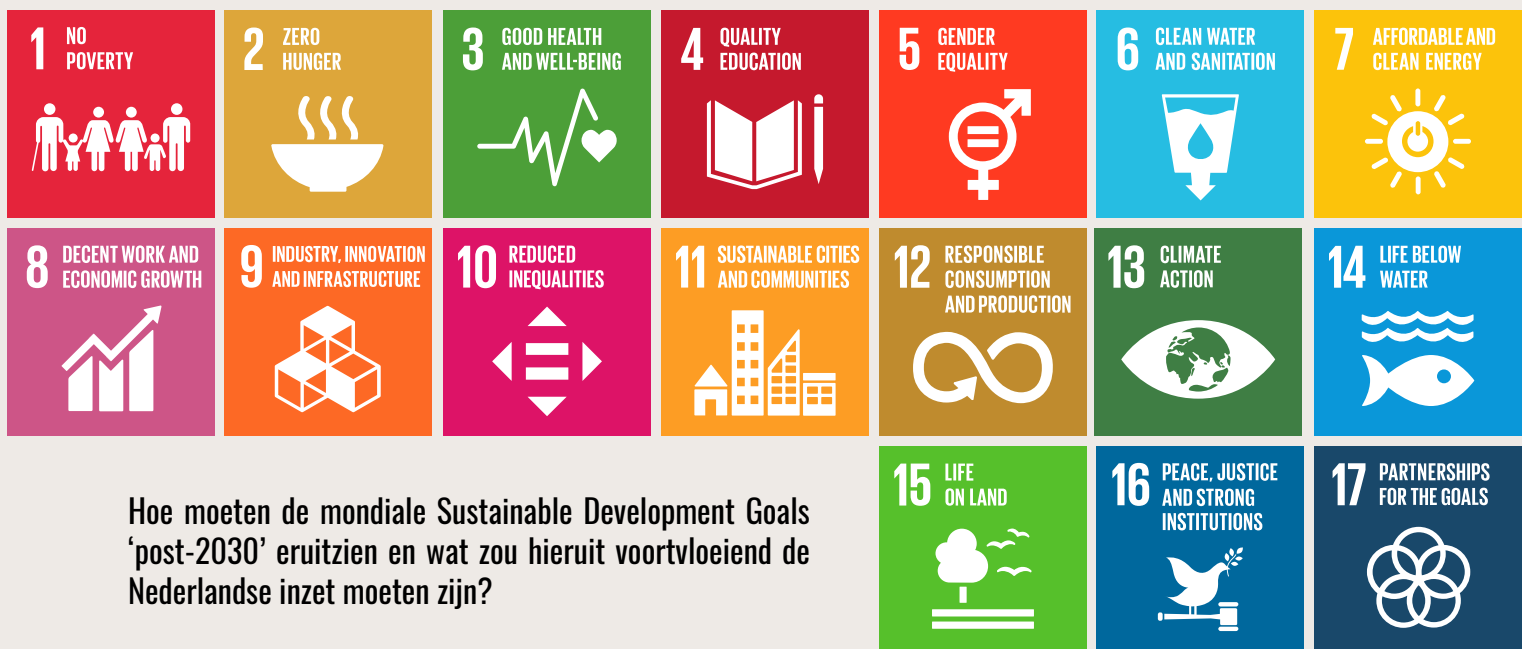 1 NO
POVERTY
2 ZERO
HUNGER
3 GOOD HEALTH
AND WELL-BEING
4 QUALITY
EDUCATION
5 GENDER
EQUALITY
6 CLEAN WATER
AND SANITATION
7 AFFORDABLE AND
CLEAN ENERGY
8 DECENT WORK AND
ECONOMIC GROWTH
9 INDUSTRY, INNOVATION
AND INFRASTRUCTURE
10 REDUCED
INEQUALITIES
11 SUSTAINABLE CITIES
AND COMMUNITIES
12 RESPONSIBLE
CONSUMPTION
AND PRODUCTION
13 CLIMATE
ACTION
14 LIFE BELOW
WATER
Hoe moeten de mondiale Sustainable Development Goals
‘post-2030’ eruitzien en wat zou hieruit voortvloeiend de
Nederlandse inzet moeten zijn?
15 LIFE
ON LAND
16 PEACE, JUSTICE
AND STRONG
INSTITUTIONS
17 PARTNERSHIPS
FOR THE GOALS